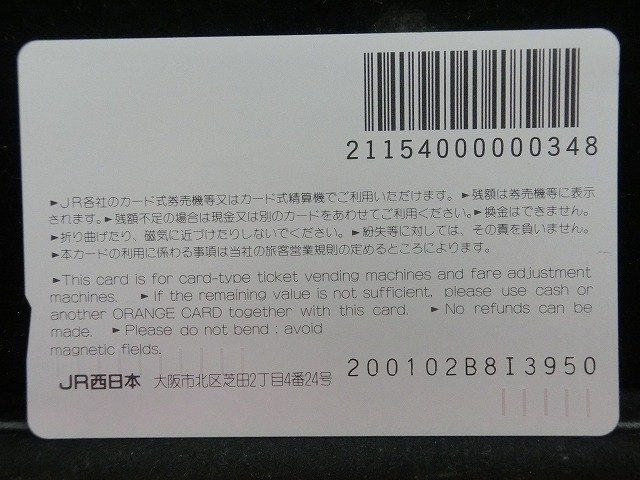 21154000000348
►JR各社のカード式券売機等又はカード式精算機でご利用いただけます。►残額は券売機等に表示
されます。►残額不足の場合は現金又は別のカードをあわせてご利用ください。►換金はできません。
►折り曲げたり、磁気に近づけたりしないでください。►紛失等に対しては、その責を負いません。
►本カードの利用に係わる事項は当社の旅客営業規則の定めるところによります。
►This card is for card-type ticket vending machines and fare adjustment
machines. ►If the remaining value is not sufficient, please use cash or
another ORANGE CARD together with this card. ►No refunds can be
made. ►Please do not bend ; avoid
magnetic fields.
JR西日本 大阪市北区芝田2丁目4番24号 200102B8I3950